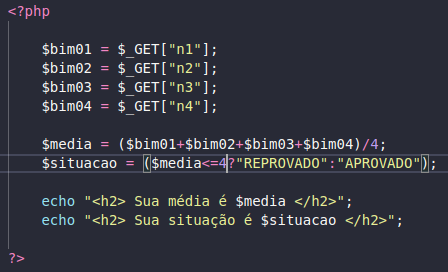 <?php
$bim01 = $_GET["n1"];
$bim02 = $_GET["n2"];
$bim03 = $_GET["n3"];
$bim04 = $_GET["n4"];
$media = ($bim01+$bim02+$bim03+$bim04)/4;
$situacao = ($media<=4?"REPROVADO":"APROVADO");
echo "<h2> Sua média é $media </h2>";
echo "<h2> Sua situação é $situacao </h2>";
?>